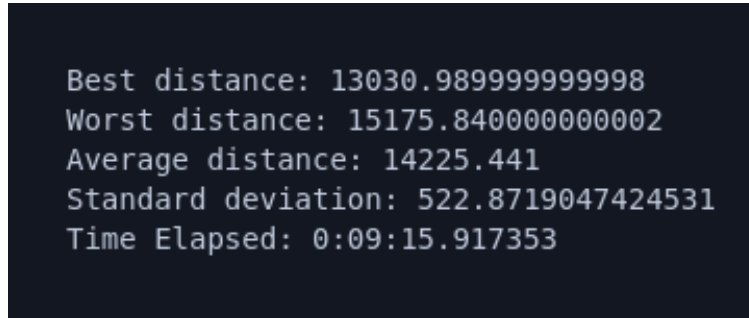 Best distance: 13030.989999999998
Worst distance: 15175.840000000002
Average distance: 14225.441
Standard deviation: 522.8719047424531
Time Elapsed: 0:09:15.917353